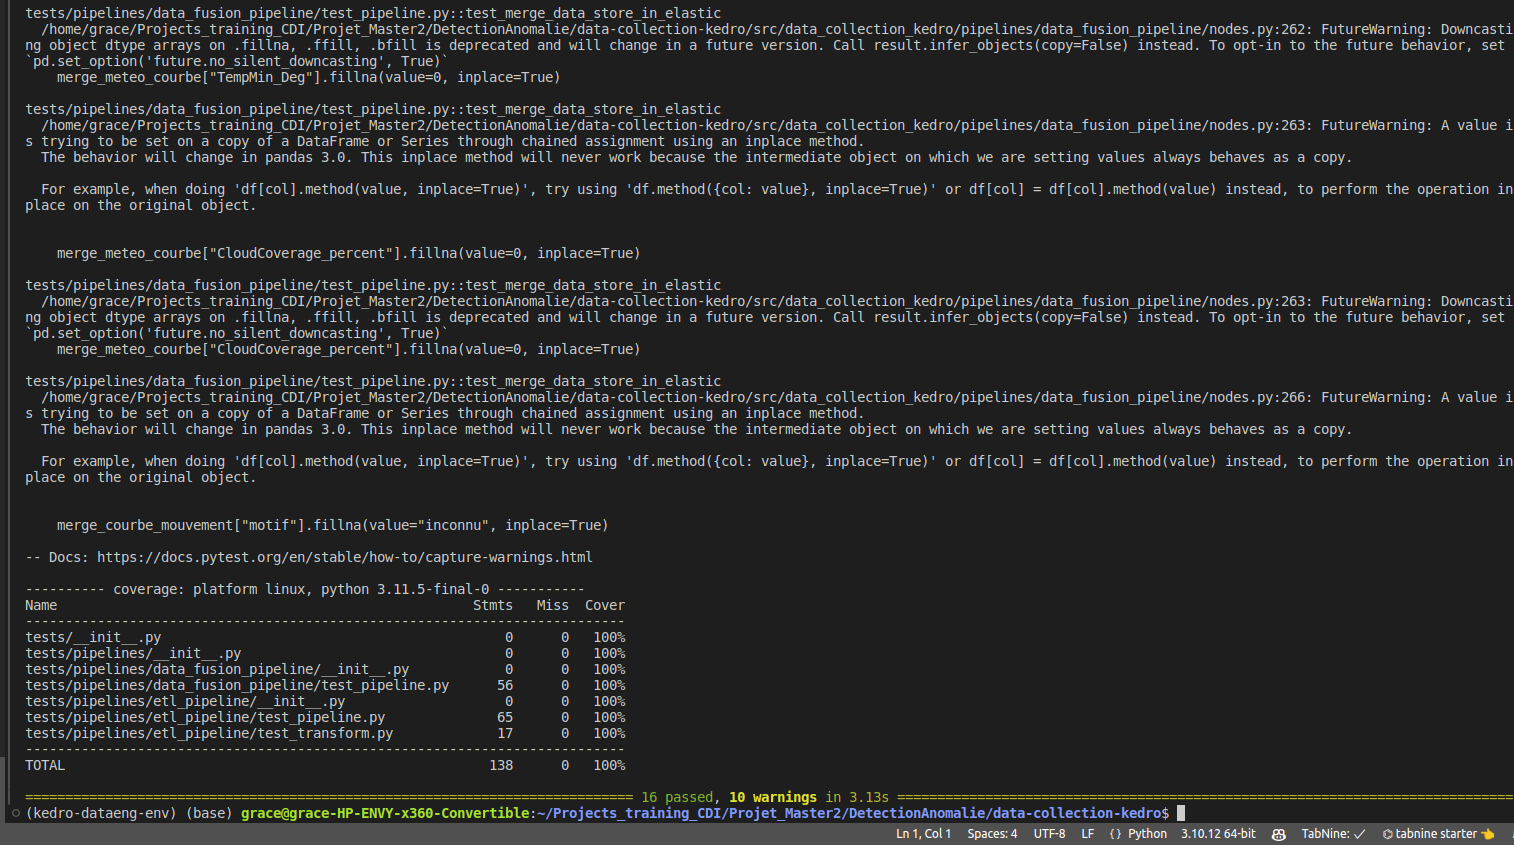 tests/pipelines/data_fusion_pipeline/test_pipeline.py::test_merge_data_store_in_elastic
/home/grace/Projects_training_CDI/Projet_Master2/DetectionAnomalie/data-collection-kedro/src/data_collection_kedro/pipelines/data_fusion_pipeline/nodes.py:262: FutureWarning: Downcasti
ng object dtype arrays on .fillna, .ffill, .bfill is deprecated and will change in a future version. Call result.infer_objects(copy=False) instead. To opt-in to the future behavior, set
`pd.set_option('future.no_silent_downcasting', True)`
merge_meteo_courbe["TempMin_Deg"].fillna(value=0, inplace=True)
tests/pipelines/data_fusion_pipeline/test_pipeline.py::test_merge_data_store_in_elastic
/home/grace/Projects_training_CDI/Projet_Master2/DetectionAnomalie/data-collection-kedro/src/data_collection_kedro/pipelines/data_fusion_pipeline/nodes.py:263: FutureWarning: A value i
s trying to be set on a copy of a DataFrame or Series through chained assignment using an inplace method.
The behavior will change in pandas 3.0. This inplace method will never work because the intermediate object on which we are setting values always behaves as a copy.
For example, when doing 'df[col].method(value, inplace=True)', try using 'df.method({col: value}, inplace=True)' or df[col] = df[col].method(value) instead, to perform the operation in
place on the original object.
merge_meteo_courbe["CloudCoverage_percent"].fillna(value=0, inplace=True)
tests/pipelines/data_fusion_pipeline/test_pipeline.py::test_merge_data_store_in_elastic
/home/grace/Projects_training_CDI/Projet_Master2/DetectionAnomalie/data-collection-kedro/src/data_collection_kedro/pipelines/data_fusion_pipeline/nodes.py:263: FutureWarning: Downcasti
ng object dtype arrays on .fillna, .ffill, .bfill is deprecated and will change in a future version. Call result.infer_objects(copy=False) instead. To opt-in to the future behavior, set
`pd.set_option('future.no_silent_downcasting', True)`
merge_meteo_courbe["CloudCoverage_percent"].fillna(value=0, inplace=True)
tests/pipelines/data_fusion_pipeline/test_pipeline.py::test_merge_data_store_in_elastic
/home/grace/Projects_training_CDI/Projet_Master2/DetectionAnomalie/data-collection-kedro/src/data_collection_kedro/pipelines/data_fusion_pipeline/nodes.py:266: FutureWarning: A value i
s trying to be set on a copy of a DataFrame or Series through chained assignment using an inplace method.
The behavior will change in pandas 3.0. This inplace method will never work because the intermediate object on which we are setting values always behaves as a copy.
For example, when doing 'df[col].method(value, inplace=True)', try using 'df.method({col: value}, inplace=True)' or df[col] = df[col].method(value) instead, to perform the operation in
place on the original object.
merge_courbe_mouvement["motif"].fillna(value="inconnu", inplace=True)
-- Docs: https://docs.pytest.org/en/stable/how-to/capture-warnings.html
---------- coverage: platform linux, python 3.11.5-final-0 -----------
Name Stmts Miss Cover
---------------------------------------------------------------------------
tests/__init__.py 0 0 100%
tests/pipelines/__init__.py 0 0 100%
tests/pipelines/data_fusion_pipeline/__init__.py 0 0 100%
tests/pipelines/data_fusion_pipeline/test_pipeline.py 56 0 100%
tests/pipelines/etl_pipeline/__init__.py 0 0 100%
tests/pipelines/etl_pipeline/test_pipeline.py 65 0 100%
tests/pipelines/etl_pipeline/test_transform.py 17 0 100%
---------------------------------------------------------------------------
TOTAL 138 0 100%
============================================================================ 16 passed, 10 warnings in 3.13s =============================================================================
(kedro-dataeng-env) (base) grace@grace-HP-ENVY-x360-Convertible:~/Projects_training_CDI/Projet_Master2/DetectionAnomalie/data-collection-kedro$
Ln 1, Col 1 Spaces: 4 UTF-8 LF {} Python 3.10.12 64-bit TabNine: ✓ tabnine starter 👈